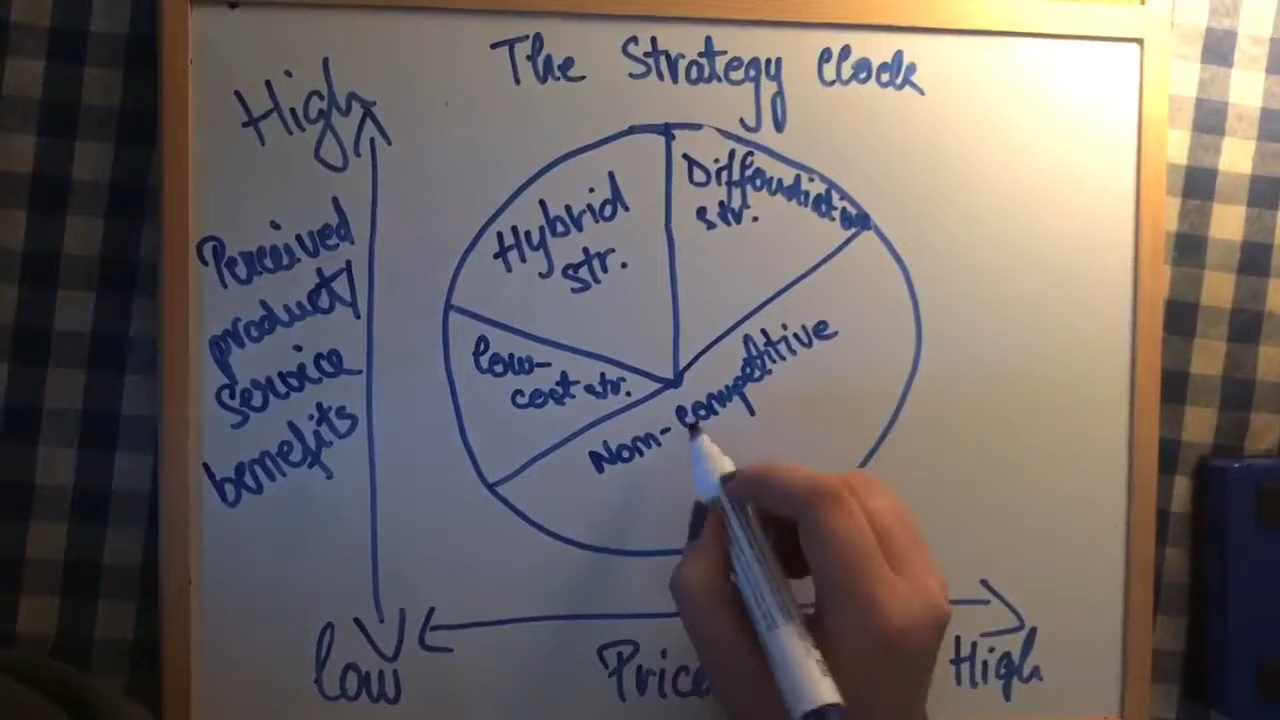 The Strategy Clock
High
Perceived
product/
service
benefits
low
Hybrid
str.
str.
low-
cost str.
Non-competitive
Price
High